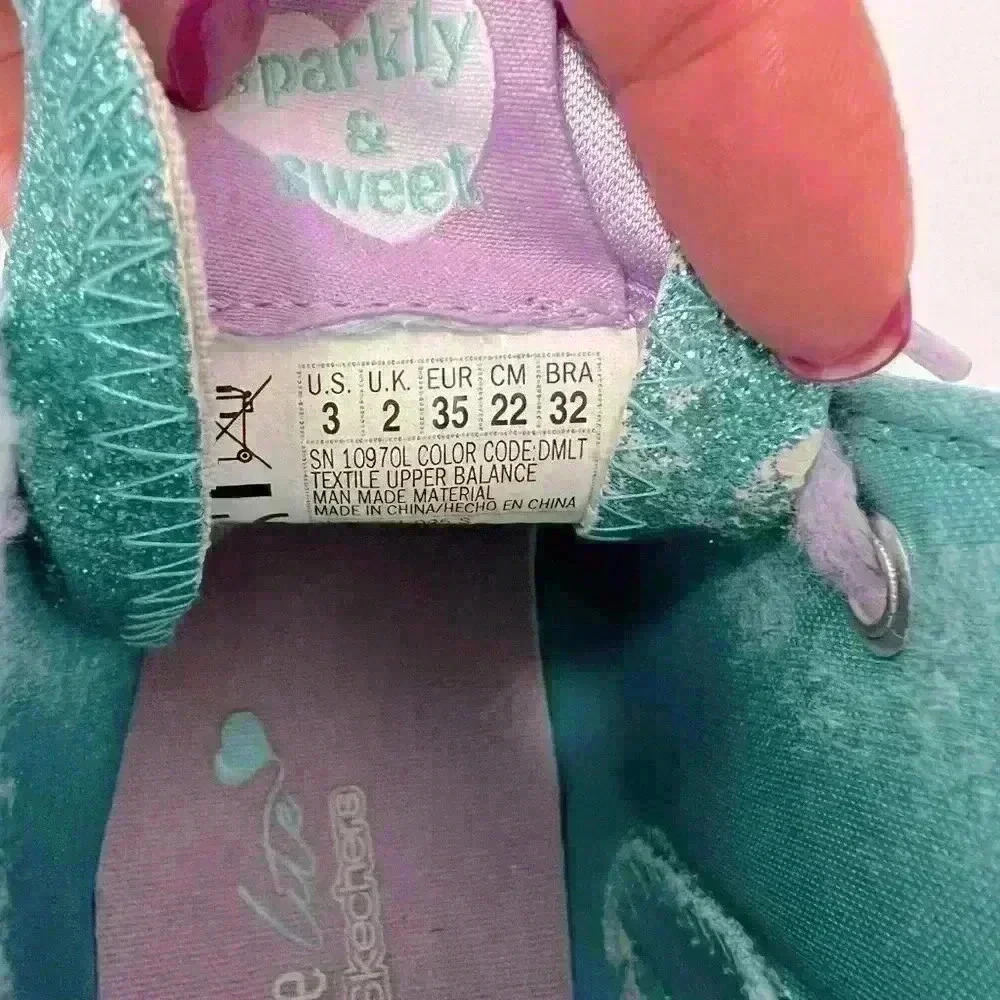 parkly
&
sweet
U.S. U.K. EUR CM BRA
3 2 35 22 32
SN 10970L COLOR CODE:DMLT
TEXTILE UPPER BALANCE
MAN MADE MATERIAL
MADE IN CHINA/HECHO EN CHINA
skechers